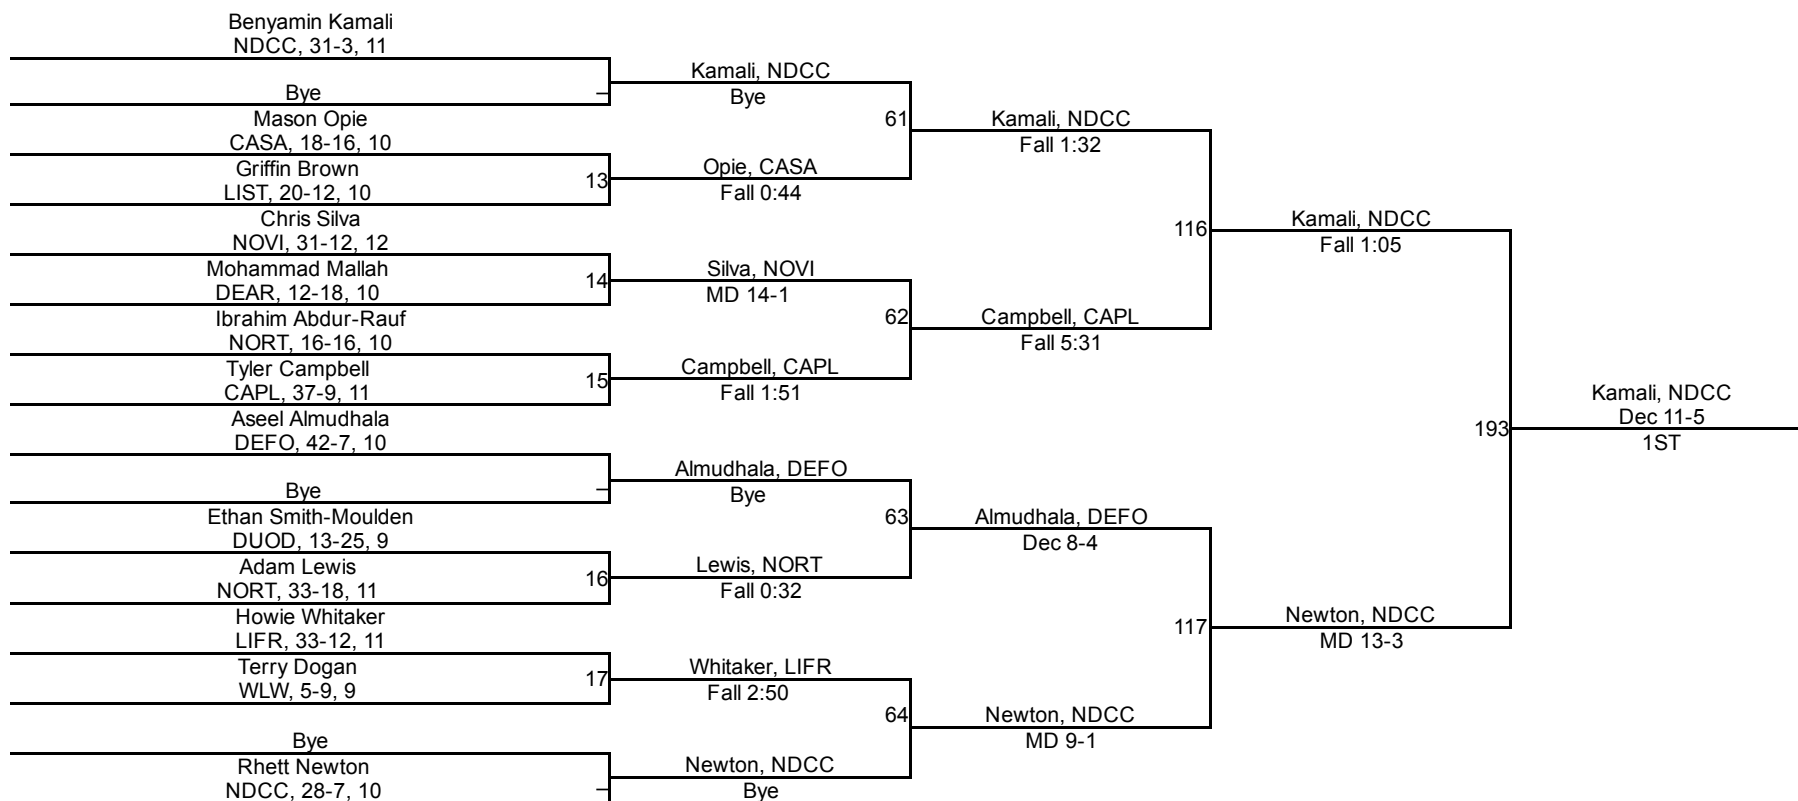 Benyamin Kamali
NDCC, 31-3, 11
Bye
Mason Opie
CASA, 18-16, 10
Griffin Brown
LIST, 20-12, 10
Chris Silva
NOVI, 31-12, 12
Mohammad Mallah
DEAR, 12-18, 10
Ibrahim Abdur-Rauf
NORT, 16-16, 10
Tyler Campbell
CAPL, 37-9, 11
Aseel Almudhala
DEFO, 42-7, 10
Bye
Ethan Smith-Moulden
DUOD, 13-25, 9
Adam Lewis
NORT, 33-18, 11
Howie Whitaker
LIFR, 33-12, 11
Terry Dogan
WLW, 5-9, 9
Bye
Rhett Newton
NDCC, 28-7, 10
13
14
15
16
17
Kamali, NDCC
Bye
Opie, CASA
Fall 0:44
Silva, NOVI
MD 14-1
Campbell, CAPL
Fall 1:51
Almudhala, DEFO
Bye
Lewis, NORT
Fall 0:32
Whitaker, LIFR
Fall 2:50
Newton, NDCC
Bye
61
62
63
64
Kamali, NDCC
Fall 1:32
Campbell, CAPL
Fall 5:31
Almudhala, DEFO
Dec 8-4
Newton, NDCC
MD 9-1
116
117
Kamali, NDCC
Fall 1:05
Newton, NDCC
MD 13-3
193
Kamali, NDCC
Dec 11-5
1ST